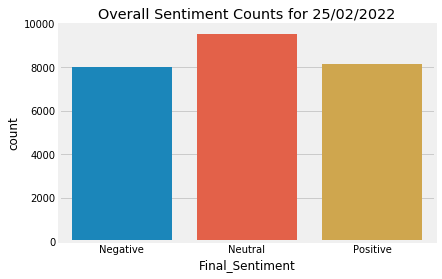 Overall Sentiment Counts for 25/02/2022
10000
8000
6000
4000
2000
0
count
Negative
Neutral
Positive
Final_Sentiment